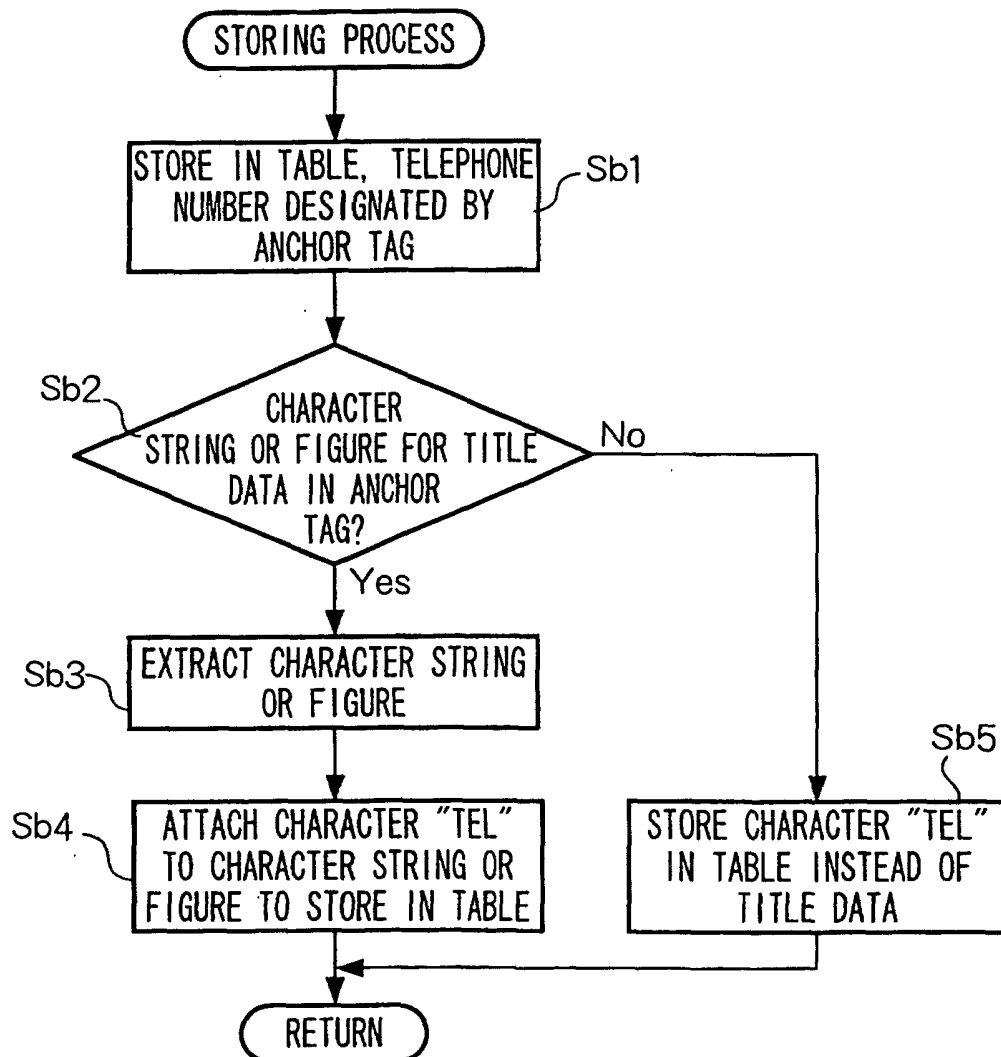 STORING PROCESS
STORE IN TABLE, TELEPHONE
NUMBER DESIGNATED BY
ANCHOR TAG
Sb1
Sb2
CHARACTER
STRING OR FIGURE FOR TITLE
DATA IN ANCHOR
TAG?
No
Yes
Sb3
EXTRACT CHARACTER STRING
OR FIGURE
Sb4
ATTACH CHARACTER "TEL"
TO CHARACTER STRING OR
FIGURE TO STORE IN TABLE
Sb5
STORE CHARACTER "TEL"
IN TABLE INSTEAD OF
TITLE DATA
RETURN